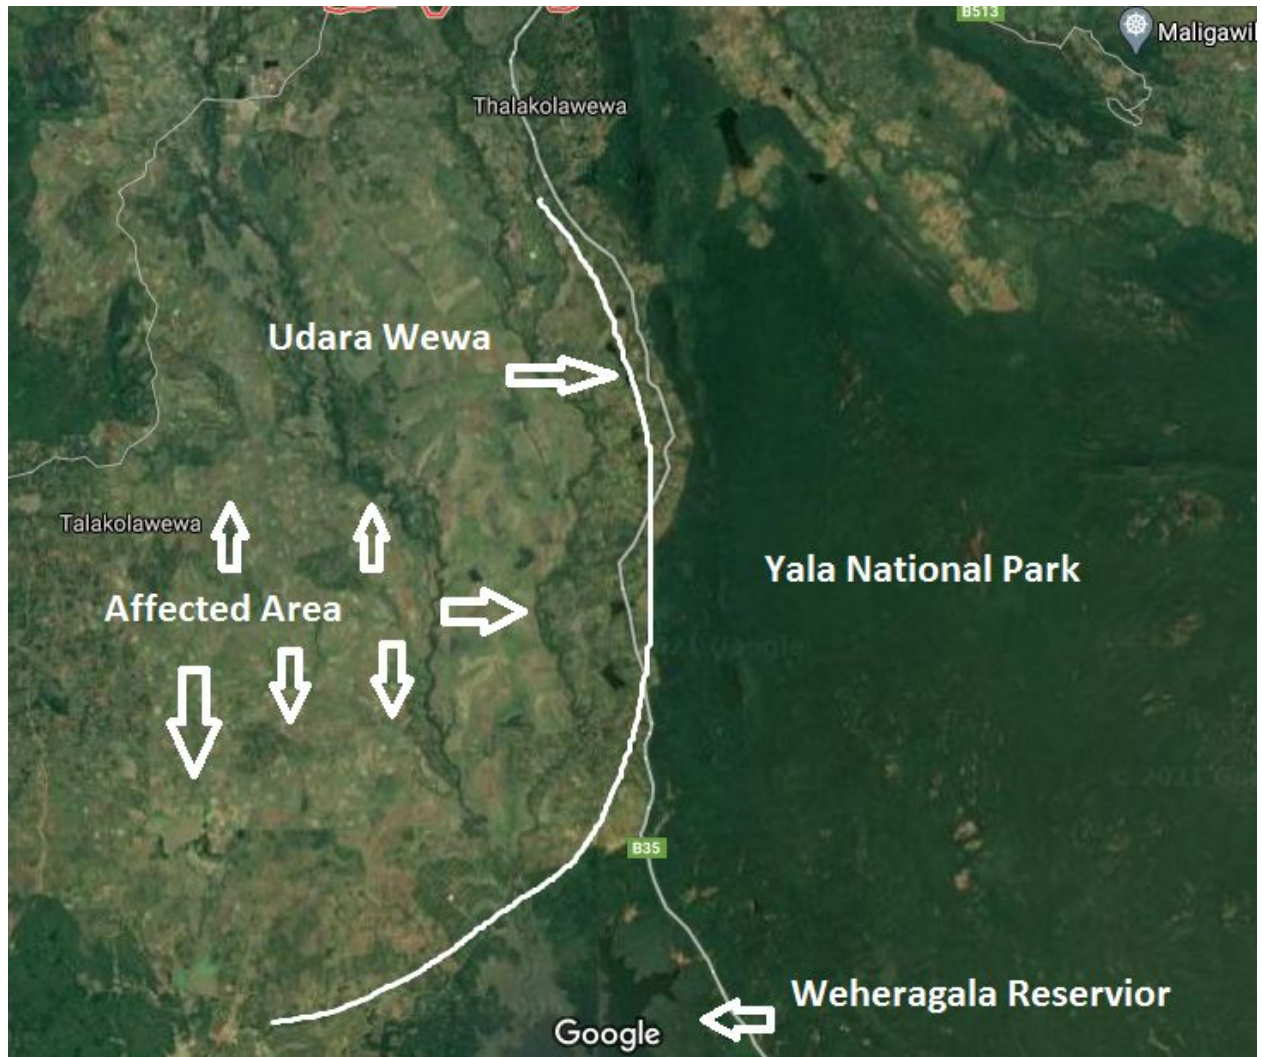 B513
Maligawil
Thalakolawewa
Udara Wewa
Talakolawewa
Yala National Park
Affected Area
B35
Weheragala Reservior
Google